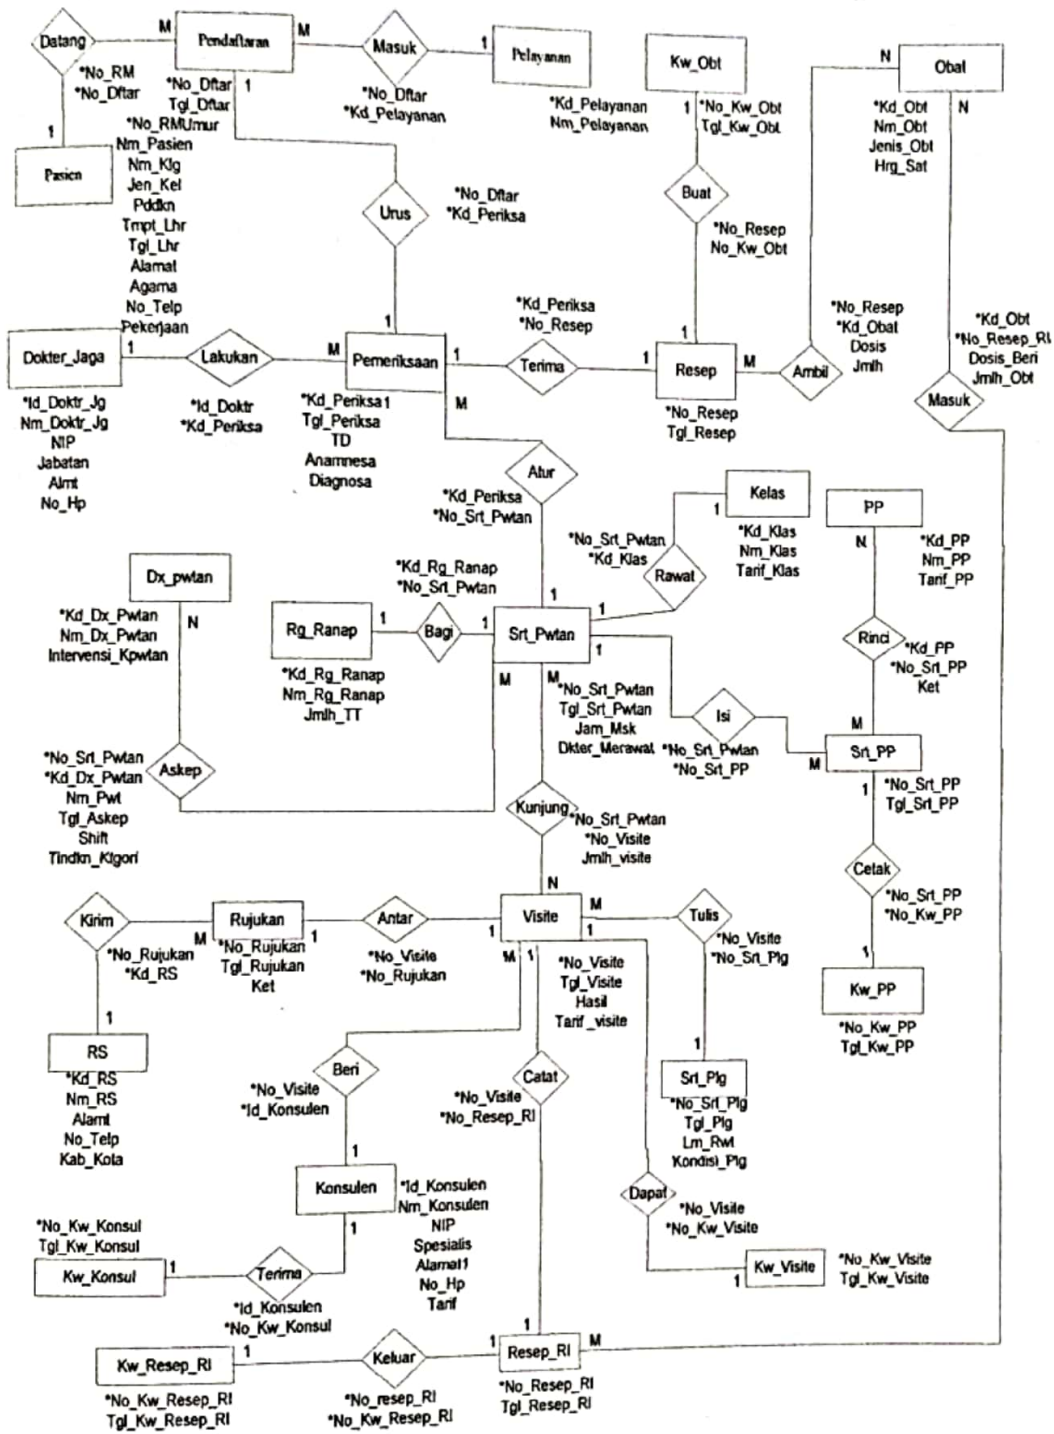 Datang
M
Pendaftaran
M
Masuk
1
Pelayanan
Kw_Obt
N
Obat
*No_RM
*No_Dftar
*No_Dftar
Tgl_Dftar
1
*No_Dftar
*Kd_Pelayanan
*Kd_Pelayanan
Nm_Pelayanan
1
*No_Kw_Obt
Tgl_Kw_Obt
*Kd_Obt
Nm_Obt
Jenis_Obt
Hrg_Sat
N
1
Pasien
*No_RMUmur
Nm_Pasien
Nm_Klg
Jen_Kel
Pddkn
Tmpt_Lhr
Tgl_Lhr
Alamat
Agama
No_Telp
Pekerjaan
Urus
*No_Dftar
*Kd_Periksa
Buat
*No_Resep
No_Kw_Obt
Dokter_Jaga
1
Lakukan
M
1
Pemeriksaan
1
*Kd_Periksa
*No_Resep
Terima
1
1
Resep
M
Ambil
*No_Resep
*Kd_Obat
Dosis
Jmlh
*Kd_Obt
*No_Resep_RI
Dosis_Beri
Jmlh_Obt
Masuk
*Id_Doktr_Jg
Nm_Doktr_Jg
NIP
Jabatan
Almt
No_Hp
*Id_Doktr
*Kd_Periksa
*Kd_Periksa1
Tgl_Periksa
TD
Anamnesa
Diagnosa
M
*No_Resep
Tgl_Resep
Atur
*Kd_Periksa
*No_Srt_Pwtan
1
Kelas
1
*Kd_Klas
Nm_Klas
Tarif_Klas
*No_Srt_Pwtan
*Kd_Klas
Rawat
1
PP
N
*Kd_PP
Nm_PP
Tarif_PP
Dx_pwtan
N
*Kd_Dx_Pwtan
Nm_Dx_Pwtan
Intervensi_Kpwtan
*Kd_Rg_Ranap
*No_Srt_Pwtan
Rg_Ranap
1
Bagi
1
Srt_Pwtan
1
*Kd_Rg_Ranap
Nm_Rg_Ranap
Jmlh_TT
M
M
*No_Srt_Pwtan
Tgl_Srt_Pwtan
Jam_Msk
Dkter_Merawat
Rinci
*Kd_PP
*No_Srt_PP
Ket
M
Isi
*No_Srt_Pwtan
*No_Srt_PP
M
Srt_PP
1
*No_Srt_PP
Tgl_Srt_PP
*No_Srt_Pwtan
*Kd_Dx_Pwtan
Nm_Pwt
Tgl_Askep
Shift
Tindkn_Ktgori
Askep
Kunjung
*No_Srt_Pwtan
*No_Visite
Jmlh_visite
N
Cetak
*No_Srt_PP
*No_Kw_PP
1
Kw_PP
*No_Kw_PP
Tgl_Kw_PP
Kirim
M
Rujukan
1
Antar
1
Visite
M
Tulis
*No_Rujukan
*Kd_RS
*No_Rujukan
Tgl_Rujukan
Ket
*No_Visite
*No_Rujukan
M
1
1
*No_Visite
Tgl_Visite
Hasil
Tarif_visite
*No_Visite
*No_Srt_Plg
1
RS
*Kd_RS
Nm_RS
Alamt
No_Telp
Kab_Kota
Beri
*No_Visite
*Id_Konsulen
1
Catat
*No_Visite
*No_Resep_RI
1
Srt_Plg
*No_Srt_Plg
Tgl_Plg
Lm_Rwt
Kondisi_Plg
Konsulen
*Id_Konsulen
Nm_Konsulen
NIP
Spesialis
Alamat1
No_Hp
Tarif
1
Dapat
*No_Visite
*No_Kw_Visite
*No_Kw_Konsul
Tgl_Kw_Konsul
Kw_Konsul
1
Terima
*Id_Konsulen
*No_Kw_Konsul
1
Kw_Visite
*No_Kw_Visite
Tgl_Kw_Visite
Kw_Resep_RI
1
Keluar
1
1
Resep_RI
M
*No_Kw_Resep_RI
Tgl_Kw_Resep_RI
*No_resep_RI
*No_Kw_Resep_RI
*No_Resep_RI
Tgl_Resep_RI